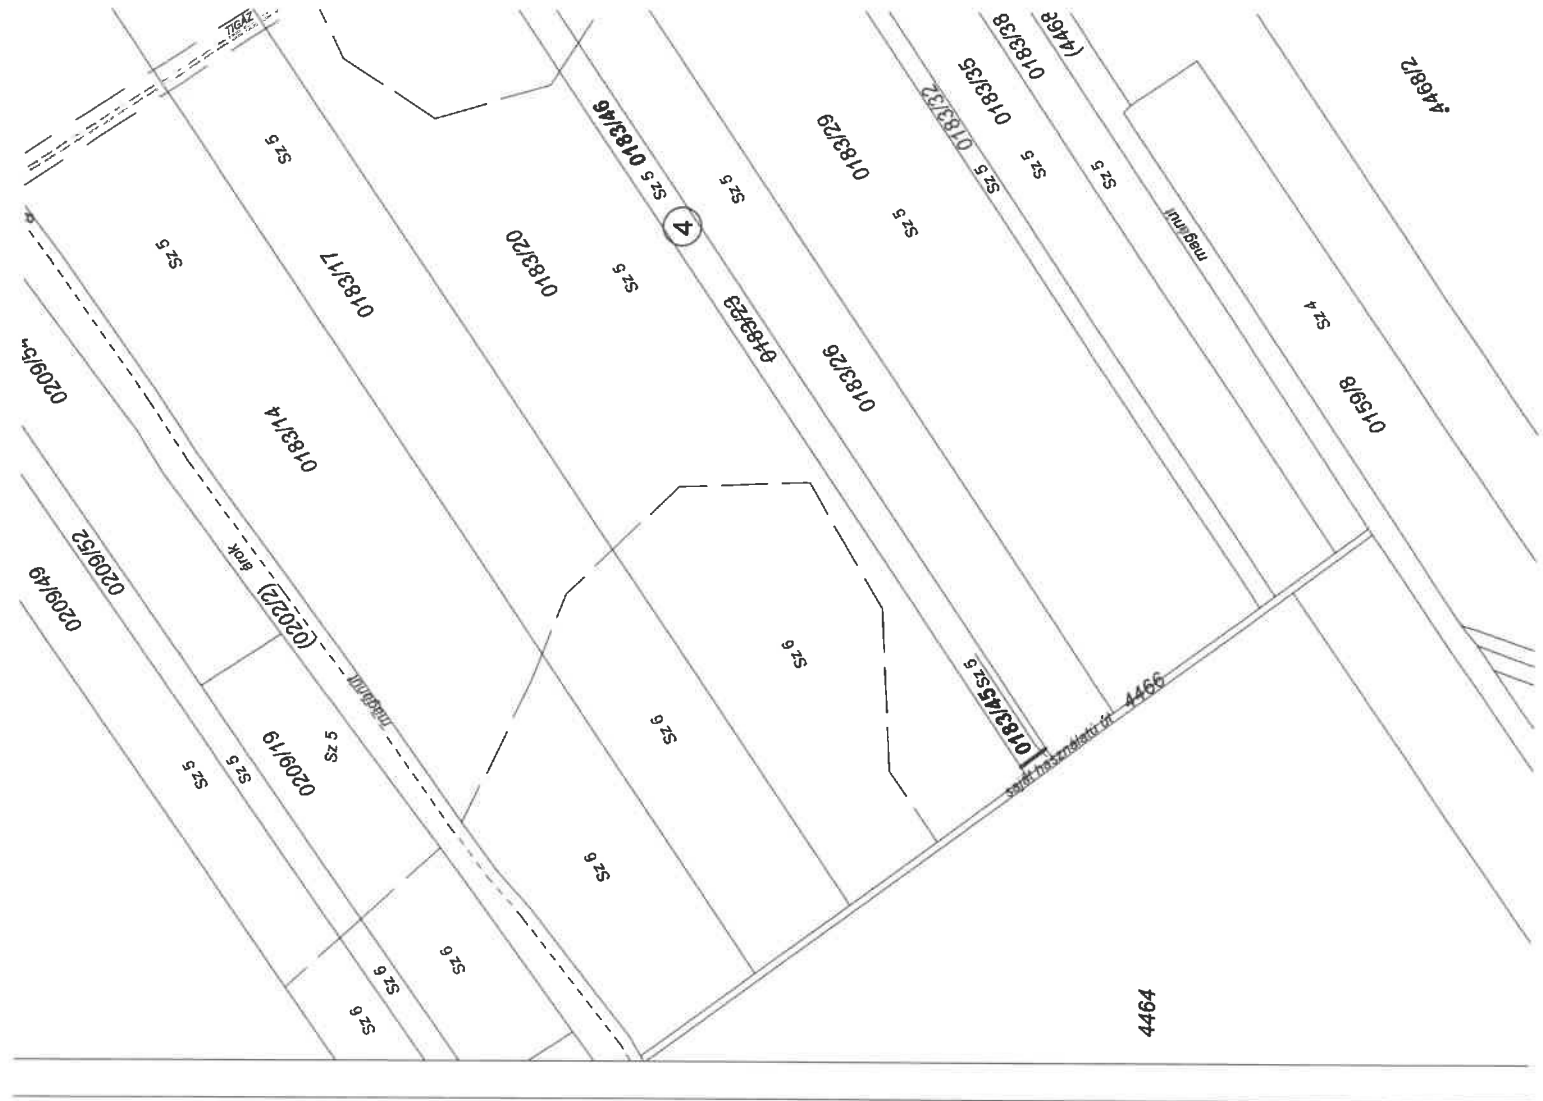 TIGÁZ
Sz 5
0183/46
Sz 5
4
0183/29
Sz 5
Sz 5
0183/32
Sz 5
0183/35
Sz 5
0183/38
Sz 5
(4468
4468/2
magánút
Sz 4
0159/8
Sz 5
0183/17
0183/20
Sz 5
0183/23
0183/26
0183/14
0209/5
0209/52
0209/49
árok
(0202/2)
magánút
Sz 5
0209/19
Sz 5
Sz 5
Sz 6
Sz 6
Sz 6
0183/45 Sz 5
saját használatú út
4466
Sz 6
Sz 6
Sz 6
4464